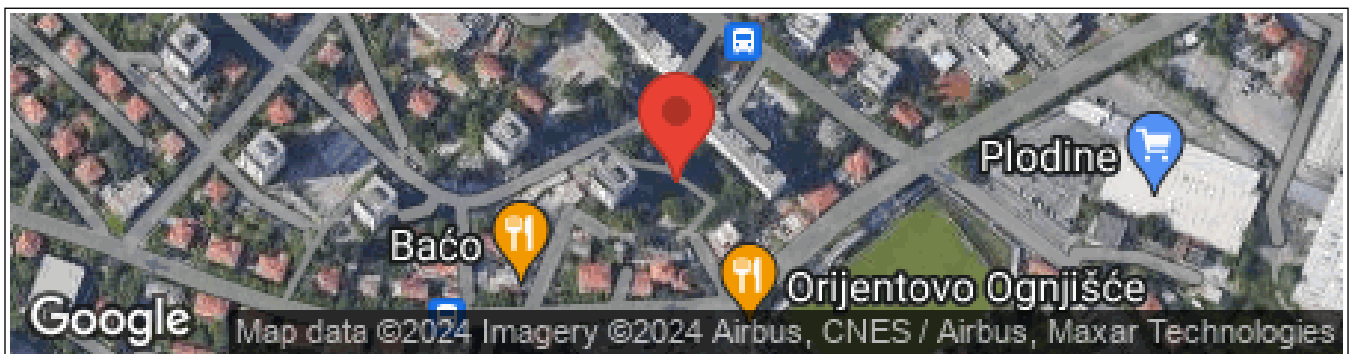 Plodine
Baćo
Orijentovo Ognjišće
Google
Map data ©2024 Imagery ©2024 Airbus, CNES / Airbus, Maxar Technologies